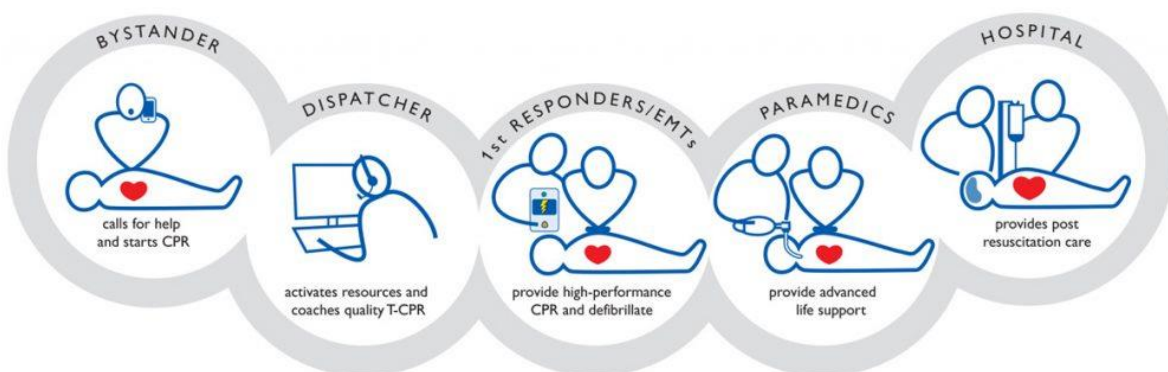 BYSTANDER
calls for help
and starts CPR
DISPATCHER
activates resources and
coaches quality T-CPR
1st RESPONDERS/EMTs
provide high-performance
CPR and defibrillate
PARAMEDICS
provide advanced
life support
HOSPITAL
provides post
resuscitation care